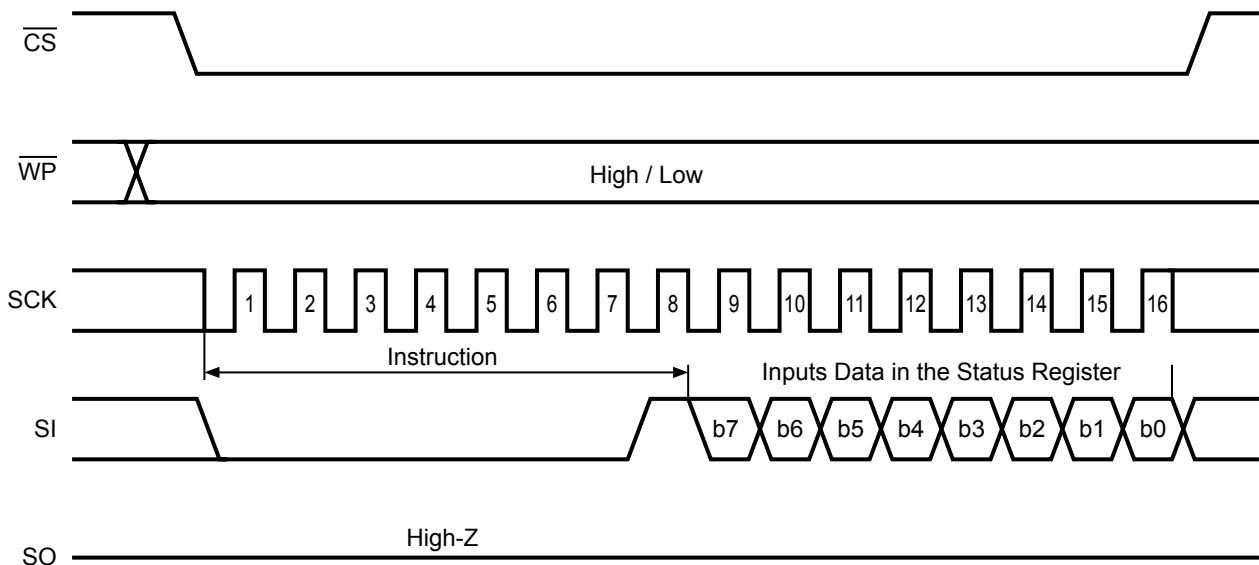 CS
WP
High / Low
SCK
1 2 3 4 5 6 7 8 9 10 11 12 13 14 15 16
Instruction
Inputs Data in the Status Register
SI
b7 b6 b5 b4 b3 b2 b1 b0
High-Z
SO